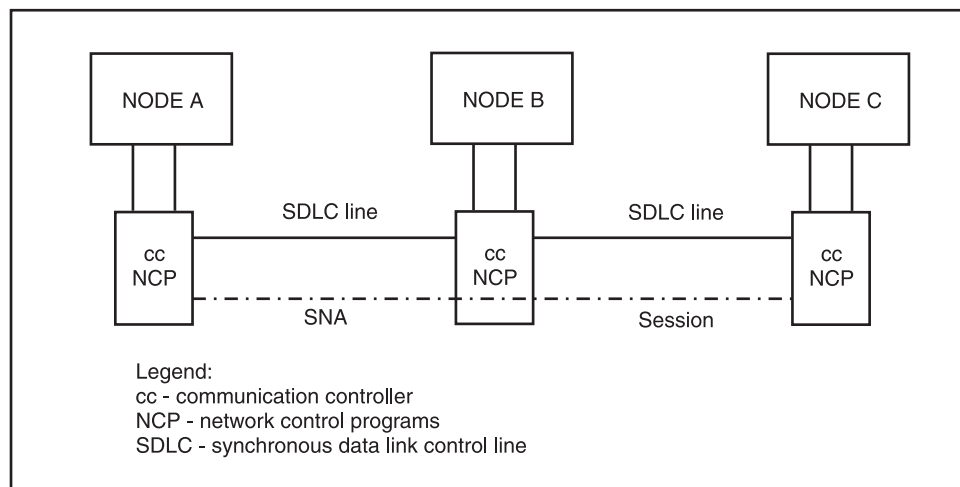 NODE A
NODE B
NODE C
SDLC line
SDLC line
cc
NCP
cc
NCP
cc
NCP
SNA
Session
Legend:
cc - communication controller
NCP - network control programs
SDLC - synchronous data link control line